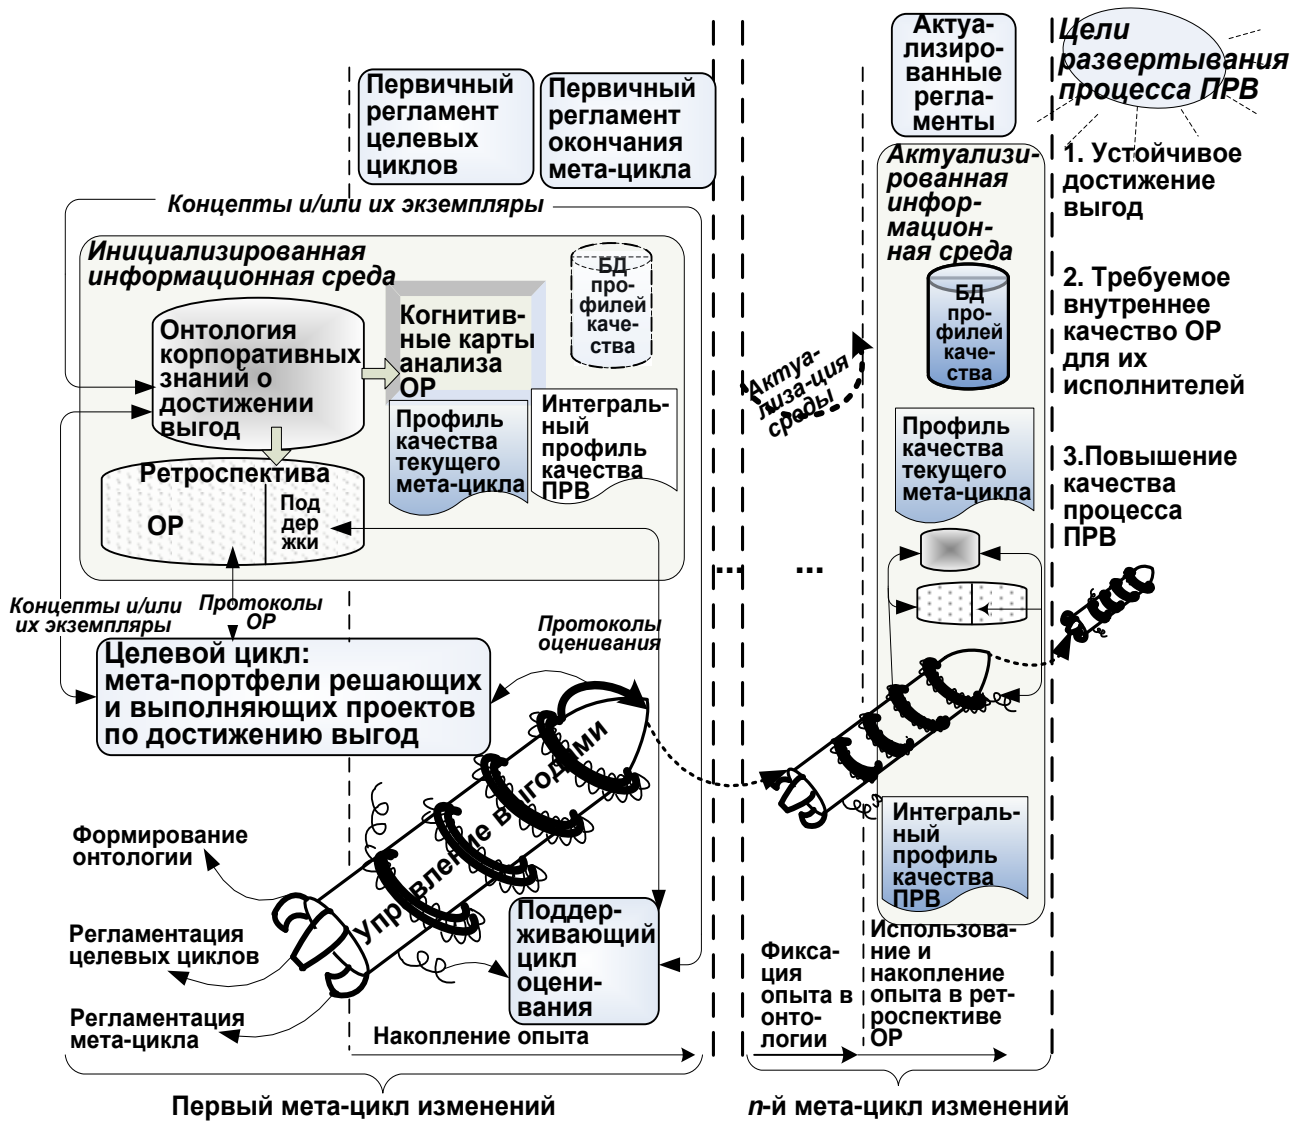 Первичный
регламент
целевых
циклов
Первичный
регламент
окончания
мета-цикла
Актуа-
лизиро-
ванные
регла-
менты
Цели
развертывания
процесса ПРВ
1. Устойчивое
достижение
выгод
2. Требуемое
внутреннее
качество ОР
для их
исполнителей
3.Повышение
качества
процесса
ПРВ
Концепты и/или их экземпляры
Инициализированная
информационная среда
БД
про-
филей
каче-
ства
Онтология
корпоративных
знаний о
достижении
выгод
Когнитив-
ные карты
анализа
ОР
Профиль
качества
текущего
мета-цикла
Интеграль-
ный
профиль
качества
ПРВ
Ретроспектива
ОР
Под
дер
жки
Актуа-
лиза-ция
среды
Актуализи-
рованная
инфор-
мацион-
ная среда
БД
про-
филей
каче-
ства
Профиль
качества
текущего
мета-цикла
...
...
Концепты и/или
их экземпляры
Протоколы
ОР
Протоколы
оценивания
Целевой цикл:
мета-портфели решающих
и выполняющих проектов
по достижению выгод
Управление выгодами
Формирование
онтологии
Регламентация
целевых циклов
Регламентация
мета-цикла
Поддер-
живающий
цикл
оцени-
вания
Накопление опыта
Интеграль-
ный
профиль
качества
ПРВ
Фикса-
ция
опыта в
онто-
логии
Использова-
ние и
накопление
опыта в рет-
роспективе
ОР
Первый мета-цикл изменений
n-й мета-цикл изменений